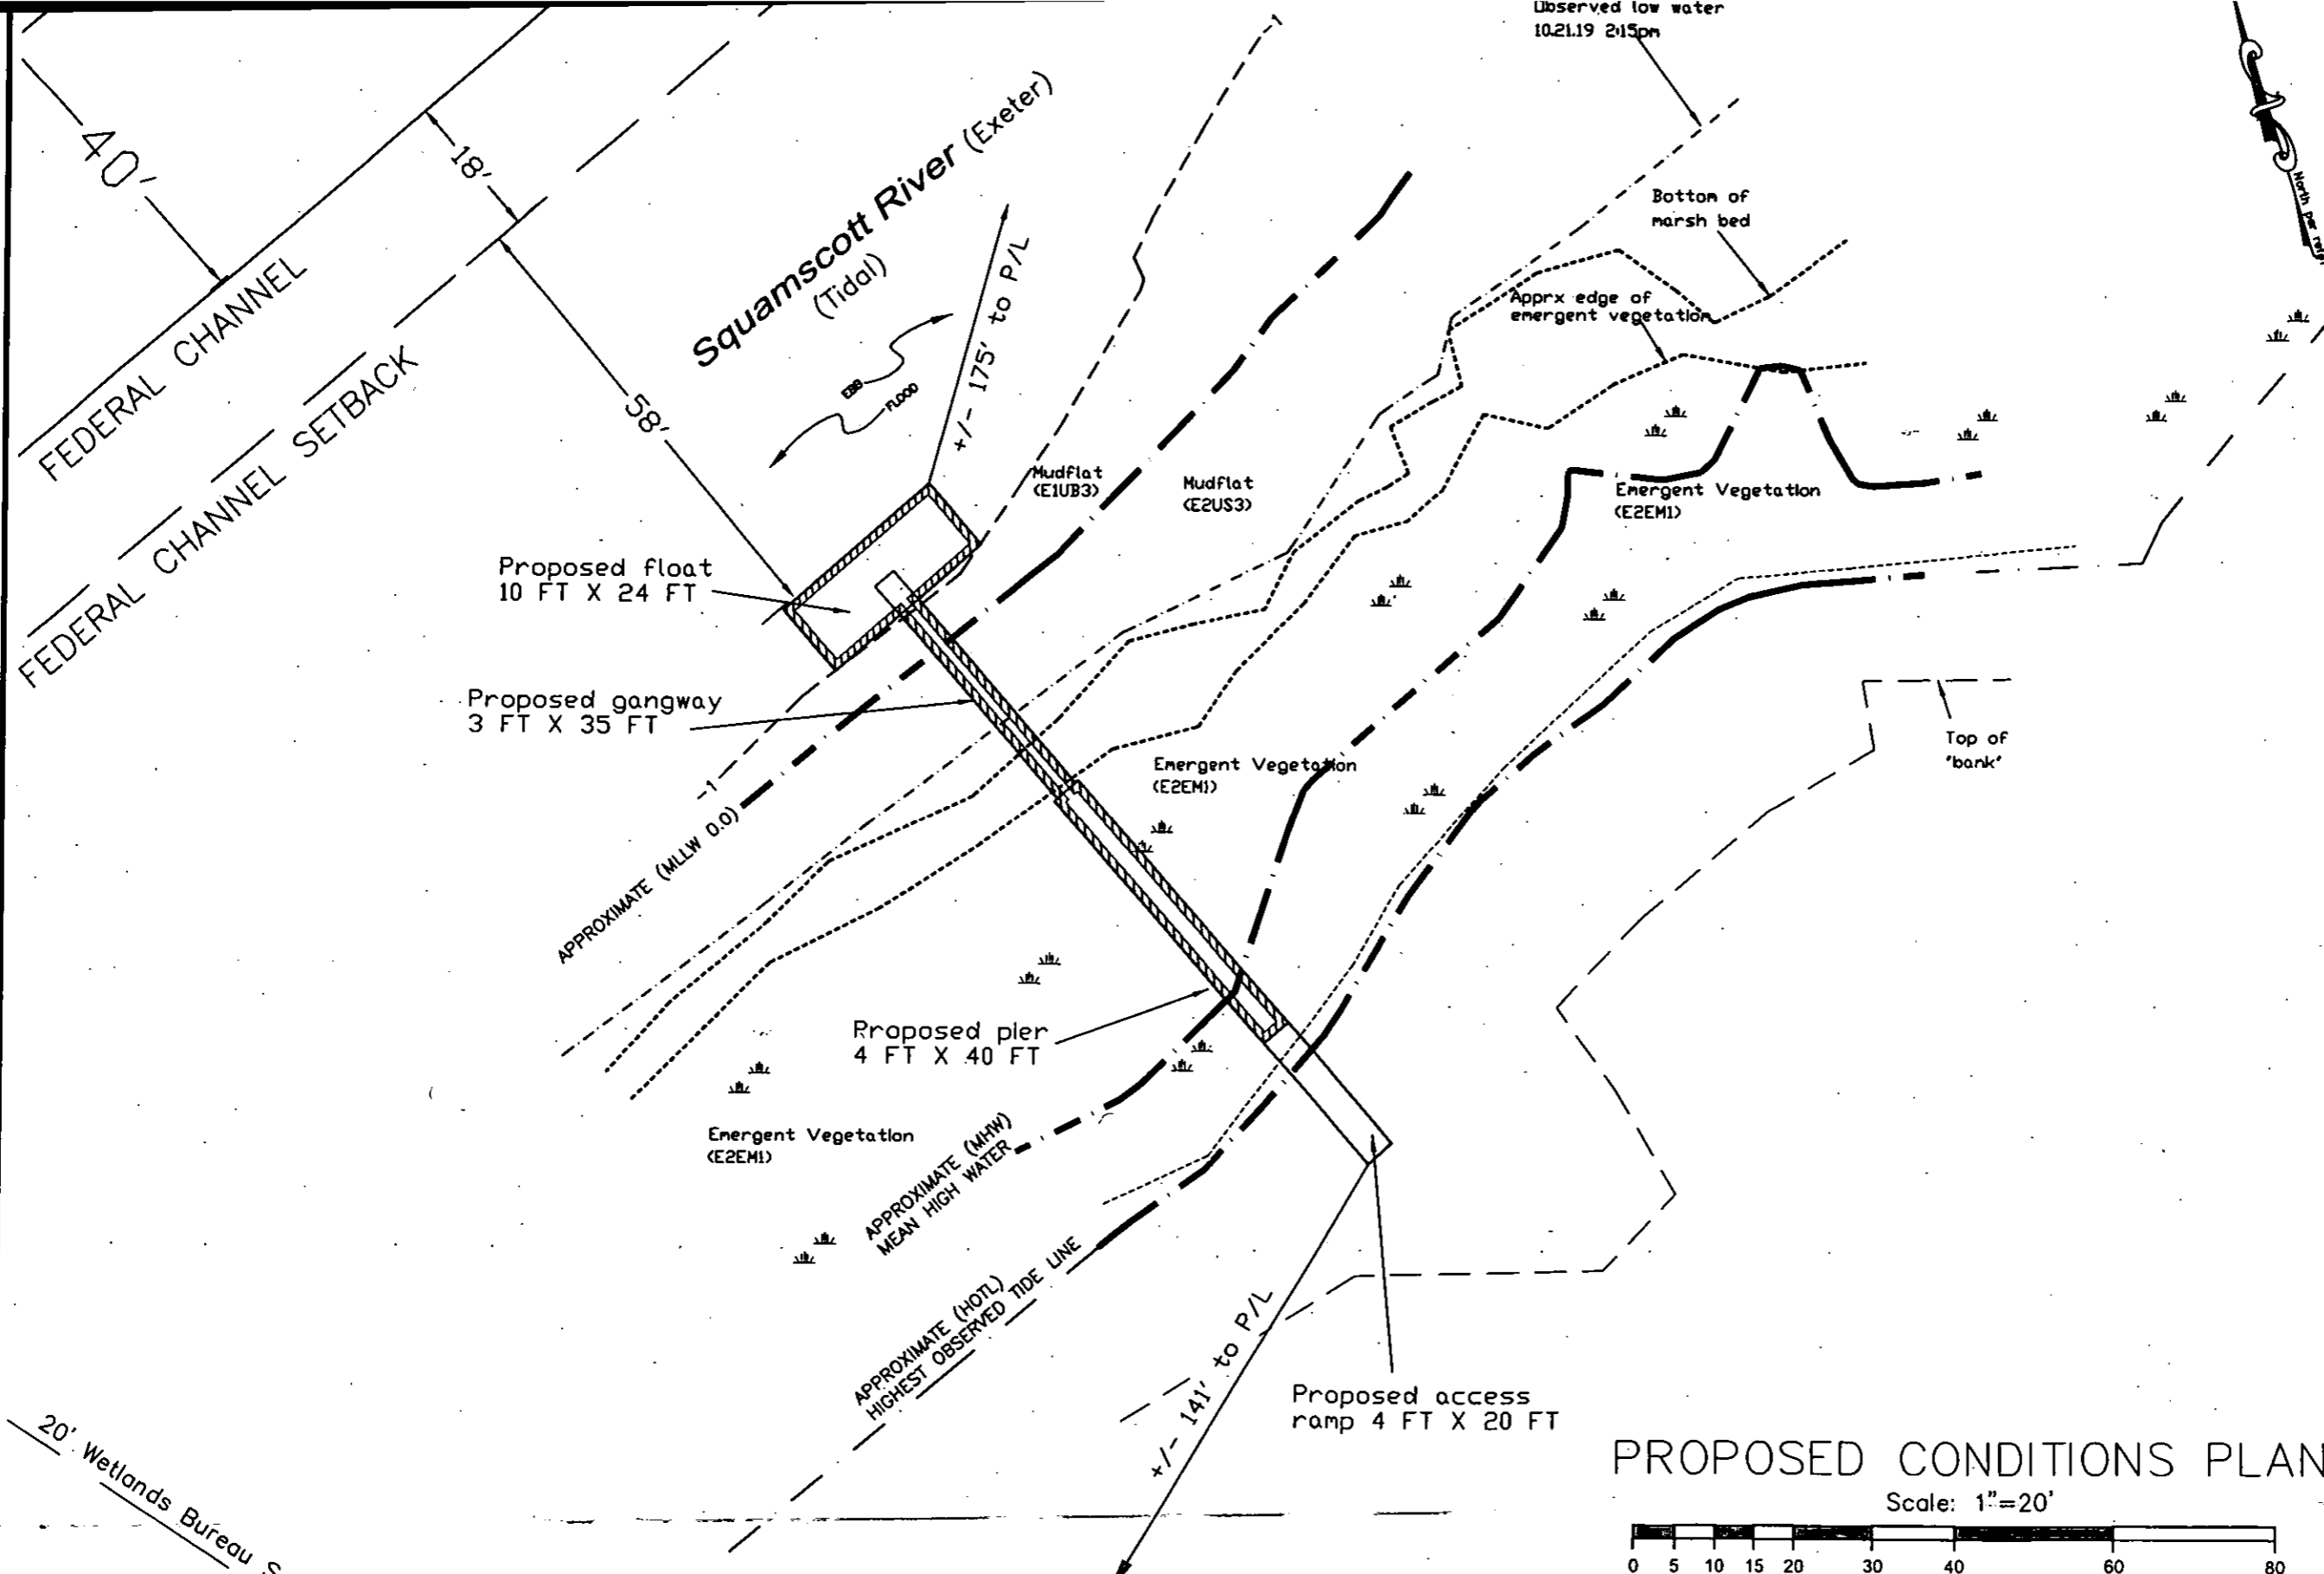 Observed low water
10.21.19 2:15pm
North per
40'
18'
Squamscott River (Exeter)
(Tidal)
+/- 175' to P/L
-1
Bottom of
marsh bed
Apprx edge of
emergent vegetation
FEDERAL CHANNEL
FEDERAL CHANNEL SETBACK
58'
EBB
FLOOD
Mudflat
(E1UB3)
Mudflat
(E2US3)
Emergent Vegetation
(E2EM1)
Proposed float
10 FT X 24 FT
Proposed gangway
3 FT X 35 FT
-1
APPROXIMATE (MLLW 0.0)
Emergent Vegetation
(E2EM1)
Top of
"bank"
Proposed pier
4 FT X 40 FT
Emergent Vegetation
(E2EM1)
APPROXIMATE (MHW)
MEAN HIGH WATER
APPROXIMATE (HOTL)
HIGHEST OBSERVED TIDE LINE
+/- 141' to P/L
Proposed access
ramp 4 FT X 20 FT
20' Wetlands Bureau
PROPOSED CONDITIONS PLAN
Scale: 1"=20'
0 5 10 15 20 30 40 60 80